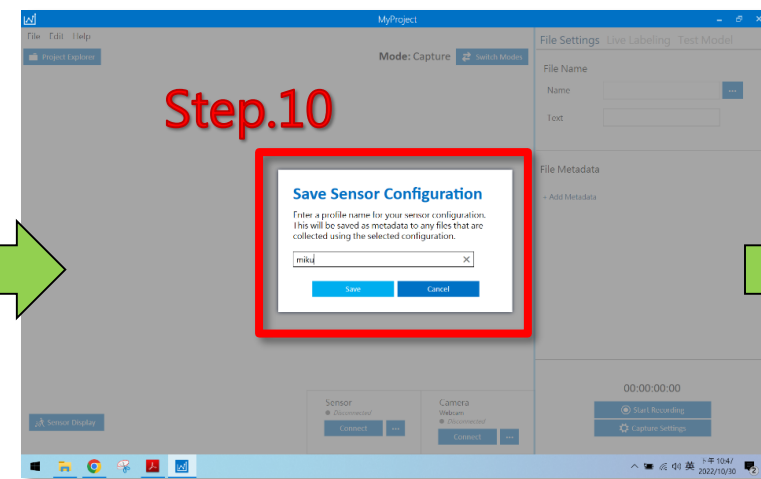 MyProject
File Edit Help
Project Explorer
Mode: Capture
Switch Modes
File Settings Live Labeling Test Model
File Name
Name
...
Text
Step.10
File Metadata
+ Add Metadata
Save Sensor Configuration
Enter a profile name for your sensor configuration.
This will be saved as metadata to any files that are
collected using the selected configuration.
miku
Save Cancel
Sensor
Disconnected
Connect ...
Camera
Webcam
Disconnected
Connect ...
Sensor Display
00:00:00:00
Start Recording
Capture Settings
英
下午 10:47
2022/10/30
2